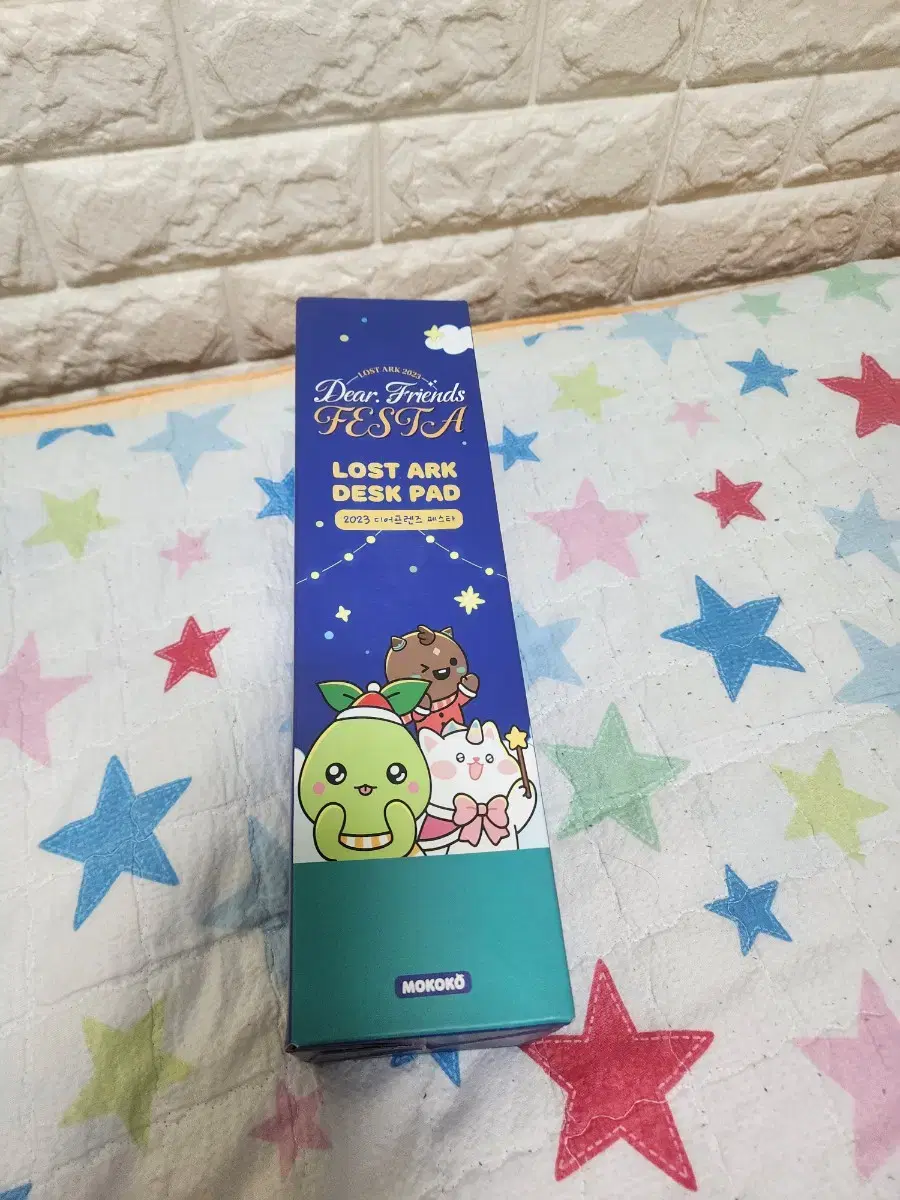 LOST ARK 2023
Dear. Friends
FESTA
LOST ARK
DESK PAD
2023 디어프렌즈 페스타
MOKOKO